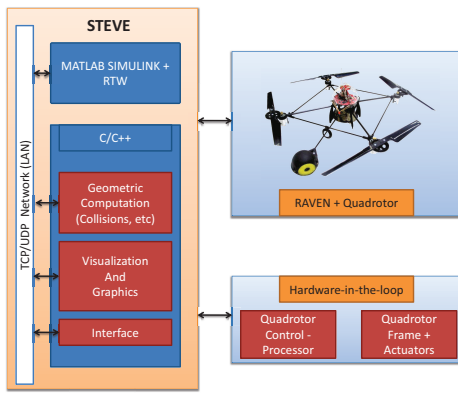 STEVE
TCP/UDP Network (LAN)
MATLAB SIMULINK +
RTW
C/C++
Geometric
Computation
(Collisions, etc)
Visualization
And
Graphics
Interface
RAVEN + Quadrotor
Hardware-in-the-loop
Quadrotor
Control -
Processor
Quadrotor
Frame +
Actuators